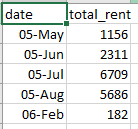 date total_rent
05-May 1156
05-Jun 2311
05-Jul 6709
05-Aug 5686
06-Feb 182